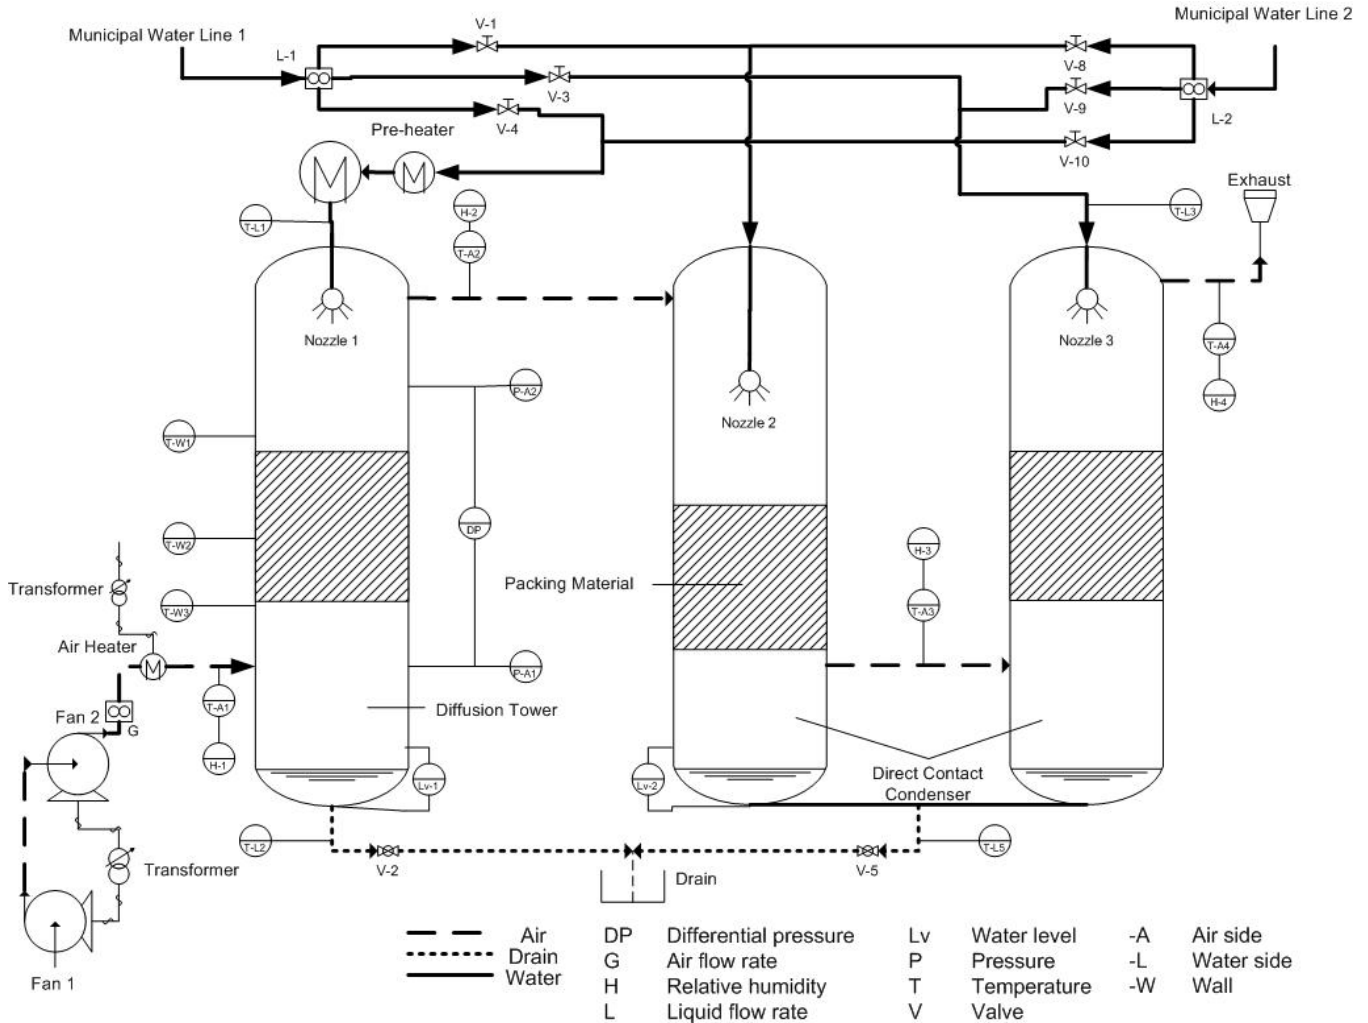 Municipal Water Line 1
Municipal Water Line 2
V-1
L-1
V-3
V-4
V-8
V-9
V-10
L-2
Pre-heater
Exhaust
H-2
T-A2
T-L1
T-L3
Nozzle 1
Nozzle 2
Nozzle 3
T-A4
H-4
P-A2
T-W1
DP
T-W2
T-W3
H-3
T-A3
Packing Material
Transformer
Air Heater
P-A1
T-A1
H-1
Fan 2
G
Diffusion Tower
Lv-1
Lv-2
Direct Contact
Condenser
T-L2
V-2
V-5
T-L5
Drain
Transformer
Fan 1
Air DP Differential pressure Lv Water level -A Air side
Drain G Air flow rate P Pressure -L Water side
Water H Relative humidity T Temperature -W Wall
L Liquid flow rate V Valve